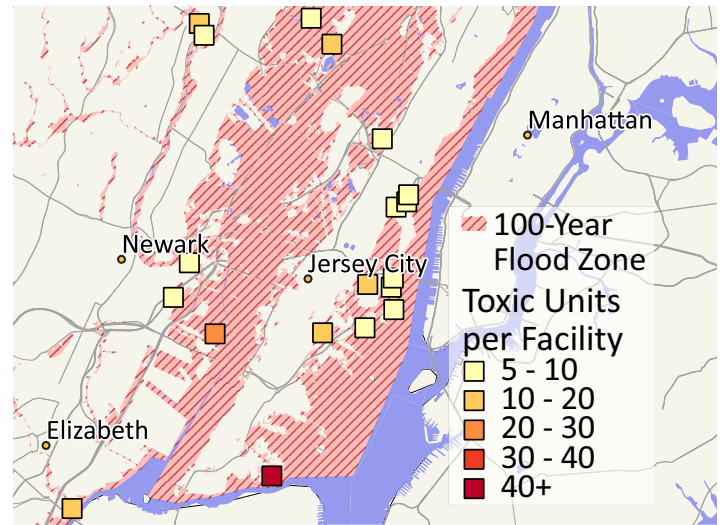 Manhattan
Newark
Jersey City
Elizabeth
100-Year
Flood Zone
Toxic Units
per Facility
5 - 10
10 - 20
20 - 30
30 - 40
40+